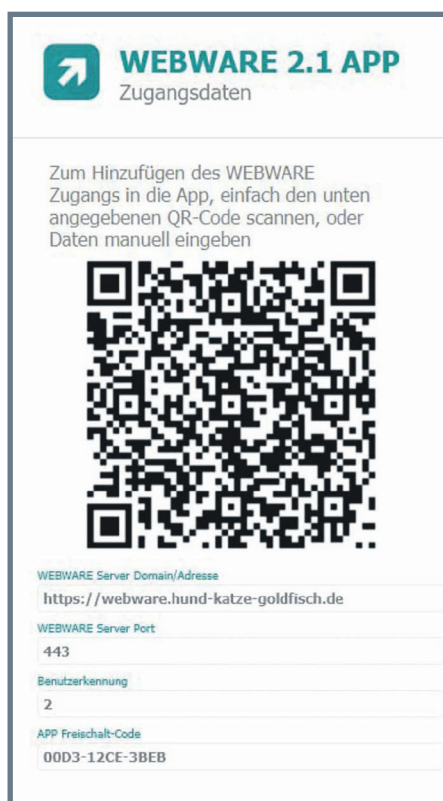 WEBWARE 2.1 APP
Zugangsdaten
Zum Hinzufügen des WEBWARE
Zugangs in die App, einfach den unten
angegebenen QR-Code scannen, oder
Daten manuell eingeben
WEBWARE Server Domain/Adresse
https://webware.hund-katze-goldfisch.de
WEBWARE Server Port
443
Benutzerkennung
2
APP Freischalt-Code
00D3-12CE-3BEB